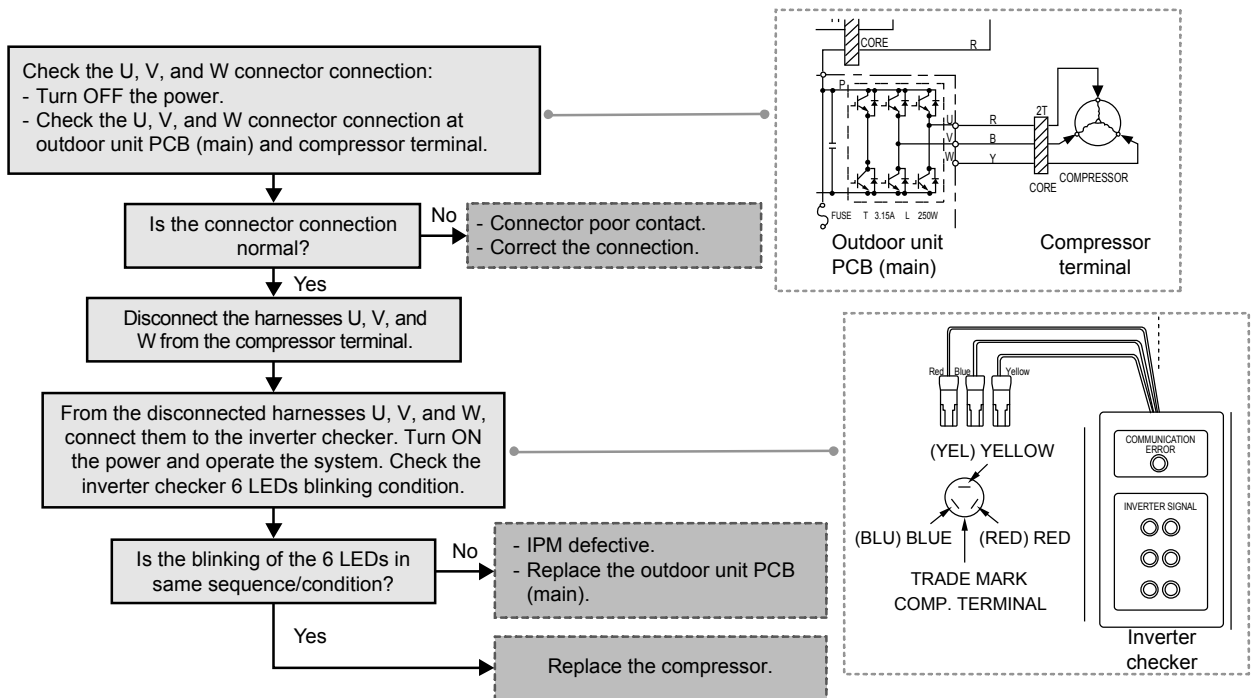 Check the U, V, and W connector connection:
- Turn OFF the power.
- Check the U, V, and W connector connection at
outdoor unit PCB (main) and compressor terminal.
Is the connector connection
normal?
No
- Connector poor contact.
- Correct the connection.
Yes
Disconnect the harnesses U, V, and
W from the compressor terminal.
From the disconnected harnesses U, V, and W,
connect them to the inverter checker. Turn ON
the power and operate the system. Check the
inverter checker 6 LEDs blinking condition.
Is the blinking of the 6 LEDs in
same sequence/condition?
No
- IPM defective.
- Replace the outdoor unit PCB
(main).
Yes
Replace the compressor.
CORE
R
P
U
R
2T
V
B
W
Y
CORE
COMPRESSOR
FUSE T 3.15A L 250W
Outdoor unit
PCB (main)
Compressor
terminal
Red
Blue
Yellow
(YEL) YELLOW
(BLU) BLUE
(RED) RED
TRADE MARK
COMP. TERMINAL
COMMUNICATION
ERROR
INVERTER SIGNAL
Inverter
checker